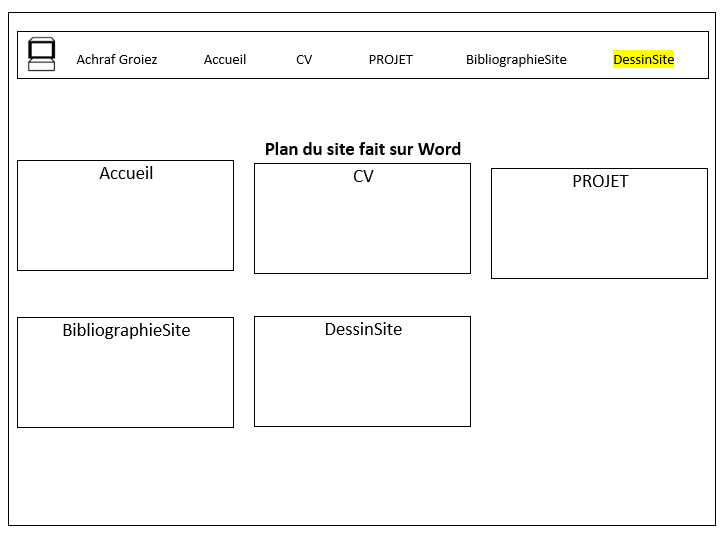 Achraf Groiez Accueil CV PROJET BibliographieSite DessinSite
Plan du site fait sur Word
Accueil
CV
PROJET
BibliographieSite
DessinSite